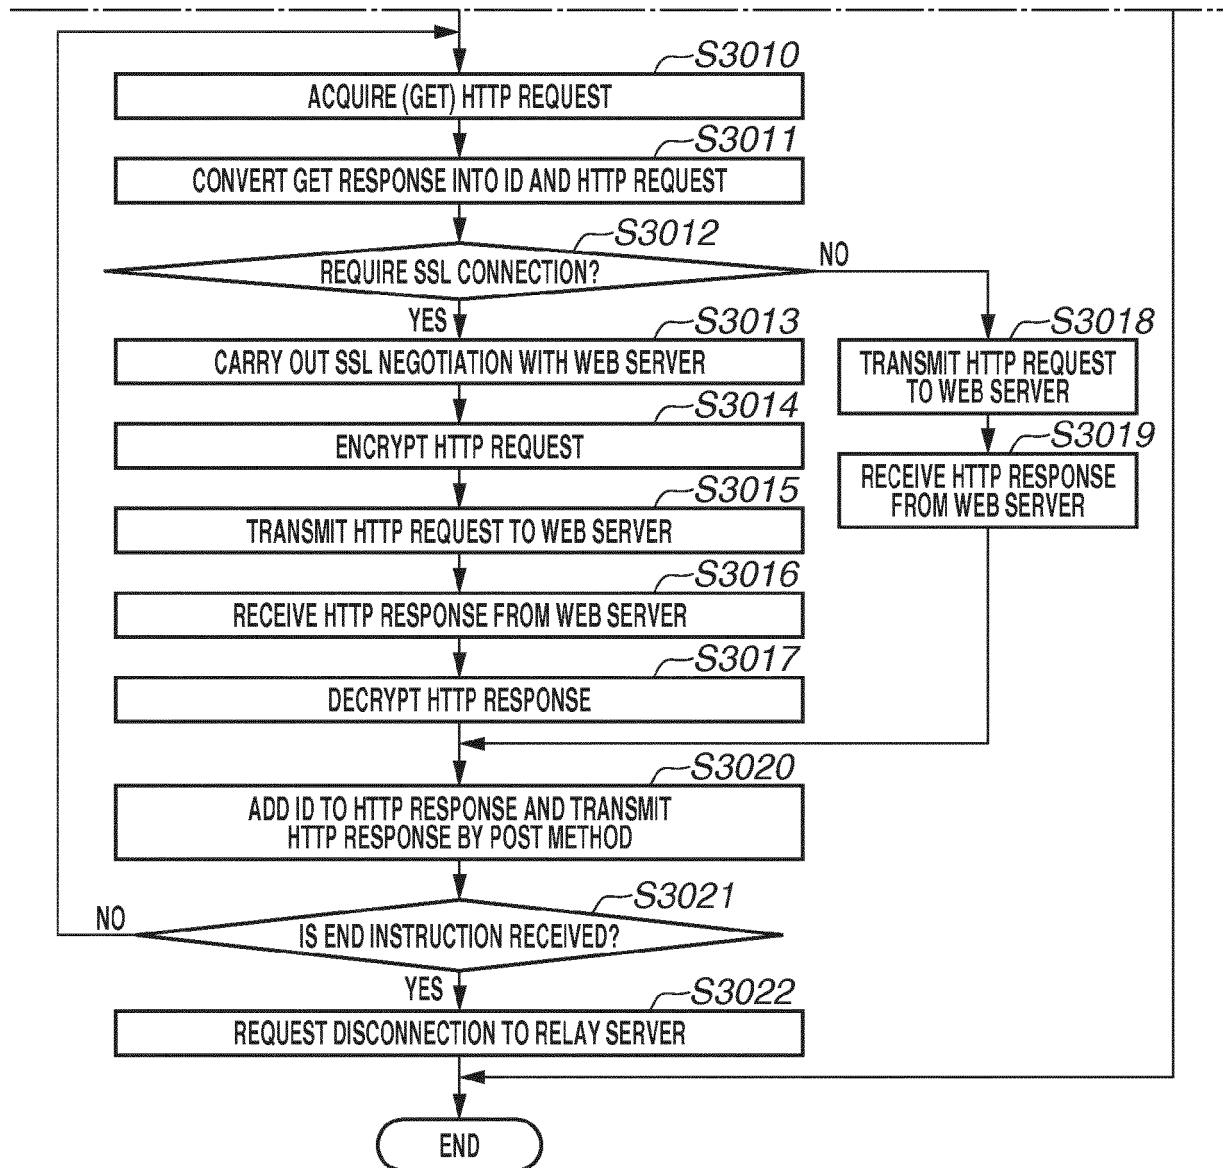 S3010
ACQUIRE (GET) HTTP REQUEST
S3011
CONVERT GET RESPONSE INTO ID AND HTTP REQUEST
S3012
REQUIRE SSL CONNECTION?
NO
YES
S3013
CARRY OUT SSL NEGOTIATION WITH WEB SERVER
S3018
TRANSMIT HTTP REQUEST
TO WEB SERVER
S3014
ENCRYPT HTTP REQUEST
S3019
RECEIVE HTTP RESPONSE
FROM WEB SERVER
S3015
TRANSMIT HTTP REQUEST TO WEB SERVER
S3016
RECEIVE HTTP RESPONSE FROM WEB SERVER
S3017
DECRYPT HTTP RESPONSE
S3020
ADD ID TO HTTP RESPONSE AND TRANSMIT
HTTP RESPONSE BY POST METHOD
S3021
IS END INSTRUCTION RECEIVED?
NO
YES
S3022
REQUEST DISCONNECTION TO RELAY SERVER
END